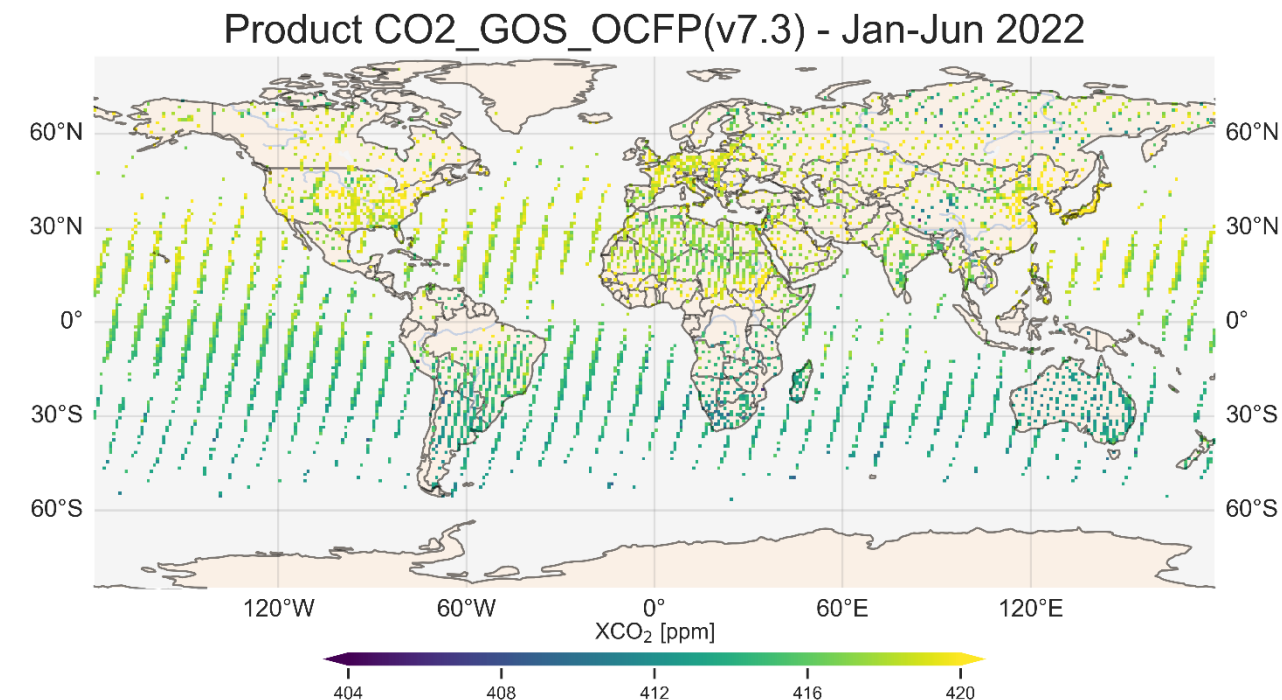 Product CO2_GOS_OCFP(v7.3) - Jan-Jun 2022
60°N 60°N
30°N 30°N
0° 0°
30°S 30°S
60°S 60°S
120°W 60°W 0° 60°E 120°E
XCO₂ [ppm]
404 408 412 416 420